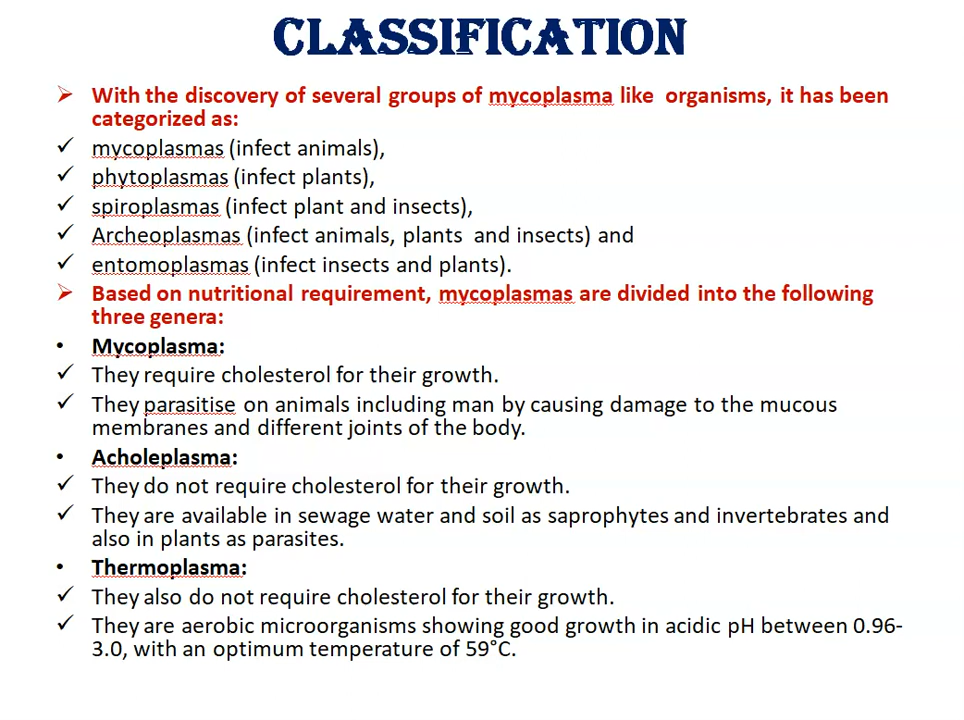 CLASSIFICATION
➢ With the discovery of several groups of mycoplasma like organisms, it has been
categorized as:
✓ mycoplasmas (infect animals),
✓ phytoplasmas (infect plants),
✓ spiroplasmas (infect plant and insects),
✓ Archeoplasmas (infect animals, plants and insects) and
✓ entomoplasmas (infect insects and plants).
➢ Based on nutritional requirement, mycoplasmas are divided into the following
three genera:
• Mycoplasma:
✓ They require cholesterol for their growth.
✓ They parasitise on animals including man by causing damage to the mucous
membranes and different joints of the body.
• Acholeplasma:
✓ They do not require cholesterol for their growth.
✓ They are available in sewage water and soil as saprophytes and invertebrates and
also in plants as parasites.
• Thermoplasma:
✓ They also do not require cholesterol for their growth.
✓ They are aerobic microorganisms showing good growth in acidic pH between 0.96-
3.0, with an optimum temperature of 59°C.